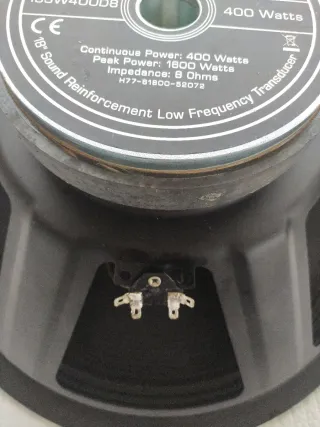 400 Watts
CE
Continuous Power: 400 Watts
Peak Power: 1600 Watts
Impedance: 8 Ohms
H77-51800-52072
18" Sound Reinforcement Low Frequency Transducer